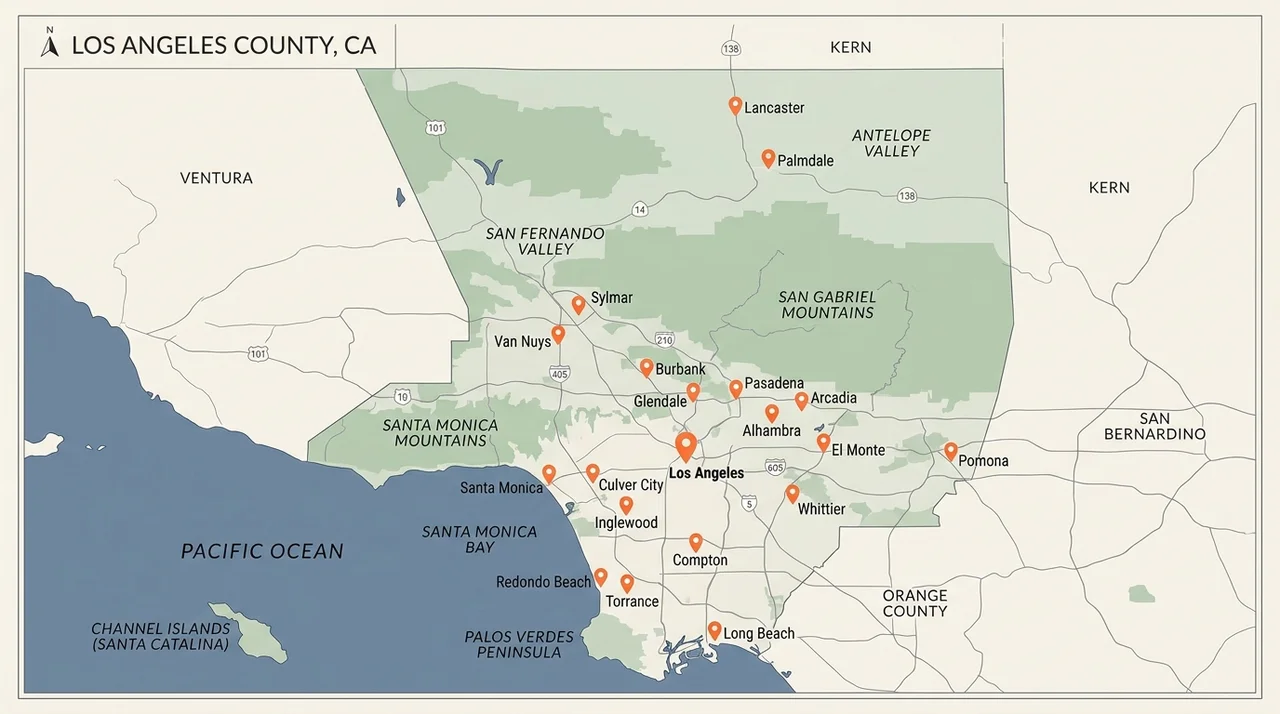 N
LOS ANGELES COUNTY, CA
138
KERN
Lancaster
101
ANTELOPE
VALLEY
Palmdale
VENTURA
KERN
138
14
SAN FERNANDO
VALLEY
Sylmar
SAN GABRIEL
MOUNTAINS
Van Nuys
210
101
405
Burbank
Pasadena
10
Glendale
Arcadia
SANTA MONICA
MOUNTAINS
Alhambra
SAN
BERNARDINO
El Monte
Pomona
Los Angeles
605
Santa Monica
Culver City
5
Whittier
Inglewood
SANTA MONICA
BAY
PACIFIC OCEAN
Compton
Redondo Beach
Torrance
ORANGE
COUNTY
CHANNEL ISLANDS
(SANTA CATALINA)
PALOS VERDES
PENINSULA
Long Beach